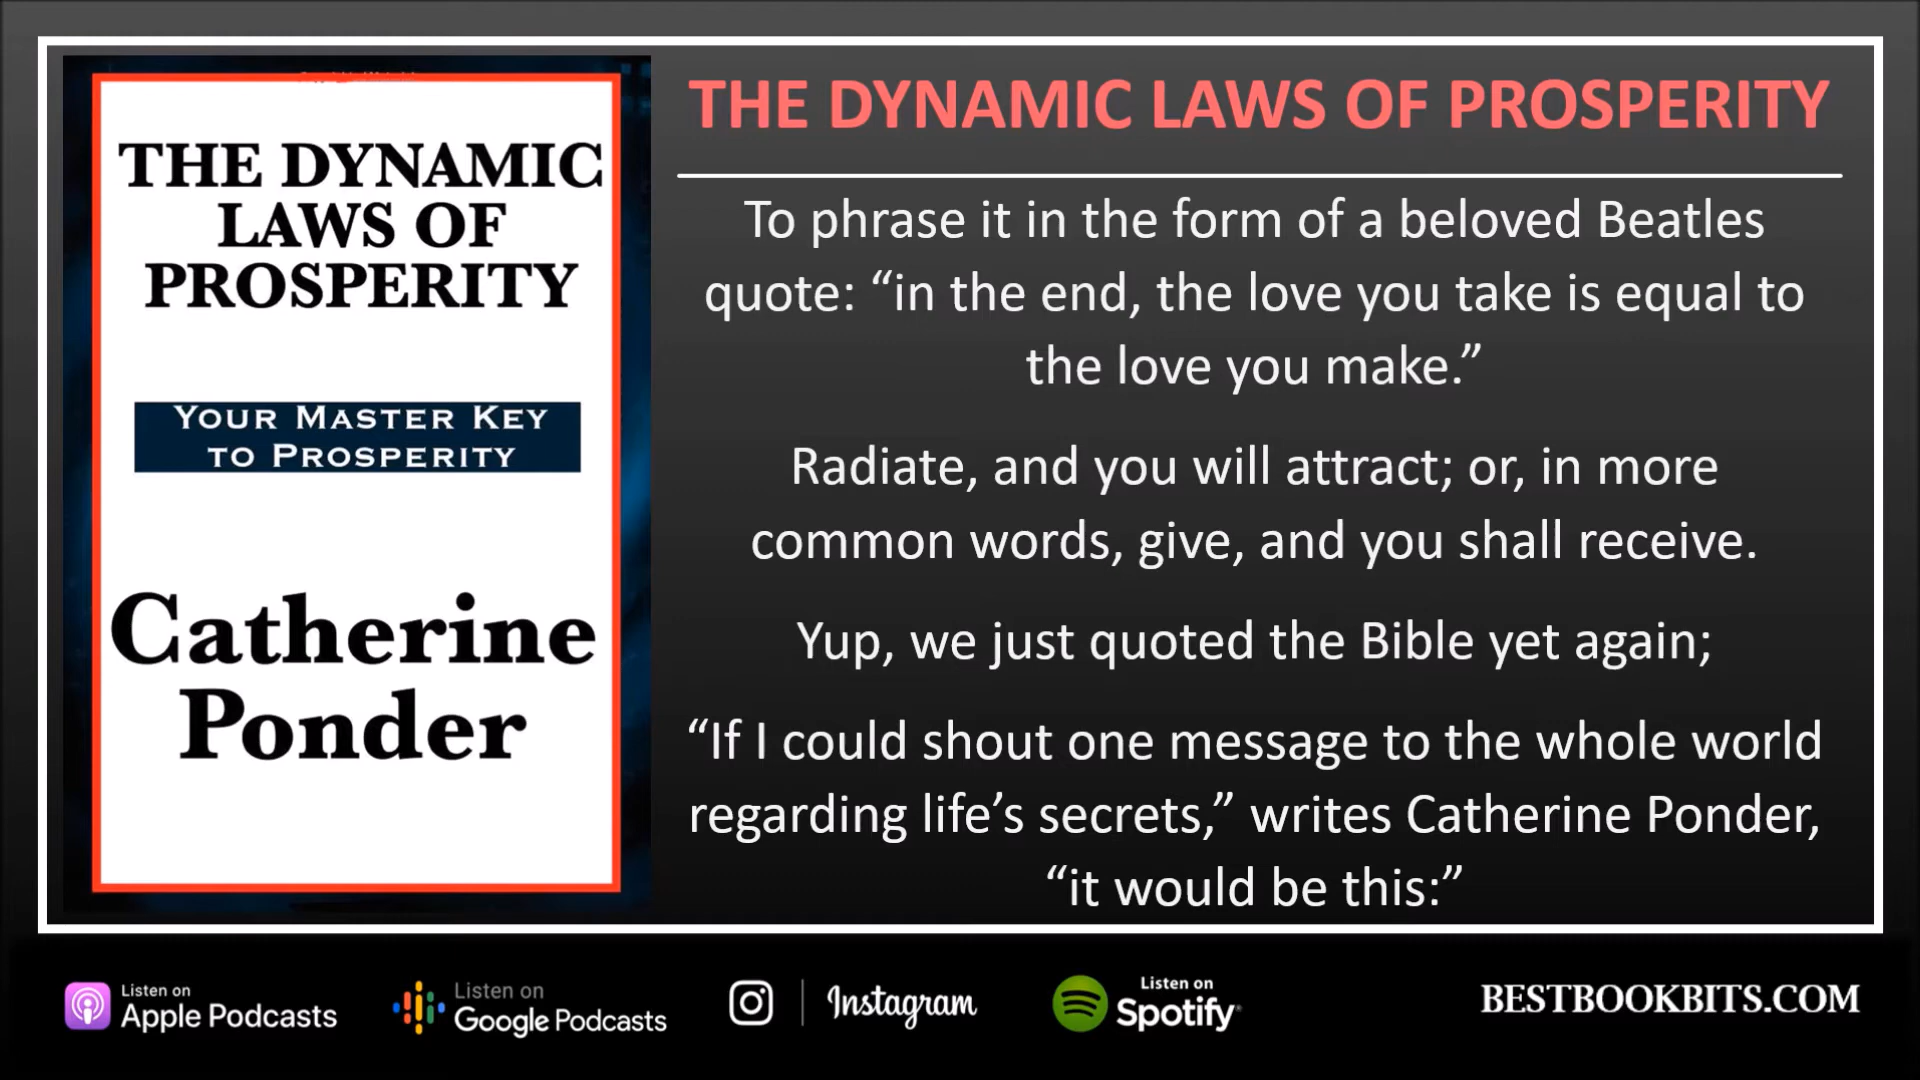 THE DYNAMIC
LAWS OF
PROSPERITY
YOUR MASTER KEY
TO PROSPERITY
Catherine
Ponder
THE DYNAMIC LAWS OF PROSPERITY
To phrase it in the form of a beloved Beatles
quote: “in the end, the love you take is equal to
the love you make.”
Radiate, and you will attract; or, in more
common words, give, and you shall receive.
Yup, we just quoted the Bible yet again;
“If I could shout one message to the whole world
regarding life’s secrets,” writes Catherine Ponder,
“it would be this:”
Listen on
Apple Podcasts
Listen on
Google Podcasts
Instagram
Listen on
Spotify
BESTBOOKBITS.COM